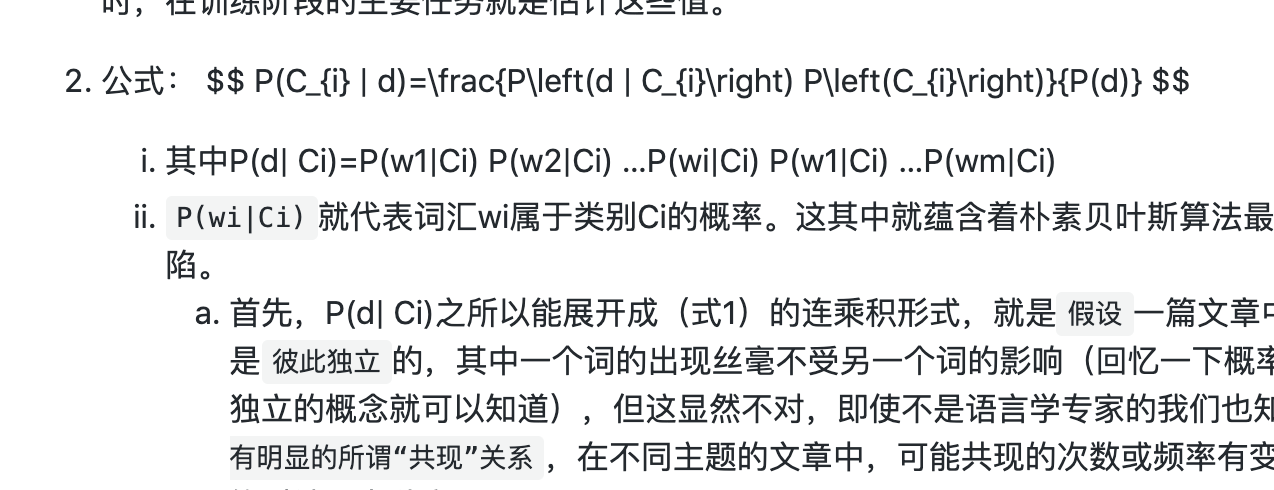 时，在训练阶段的主要任务就是估计这些值。
2. 公式： $$ P(C_{i} | d)=\frac{P\left(d | C_{i}\right) P\left(C_{i}\right)}{P(d)} $$
i. 其中P(d| Ci)=P(w1|Ci) P(w2|Ci) …P(wi|Ci) P(w1|Ci) …P(wm|Ci)
ii. P(wi|Ci) 就代表词汇wi属于类别Ci的概率。这其中就蕴含着朴素贝叶斯算法最
陷。
a. 首先，P(d| Ci)之所以能展开成（式1）的连乘积形式，就是 假设 一篇文章中
是 彼此独立 的，其中一个词的出现丝毫不受另一个词的影响（回忆一下概率
独立的概念就可以知道），但这显然不对，即使不是语言学专家的我们也知
有明显的所谓“共现”关系 ，在不同主题的文章中，可能共现的次数或频率有变